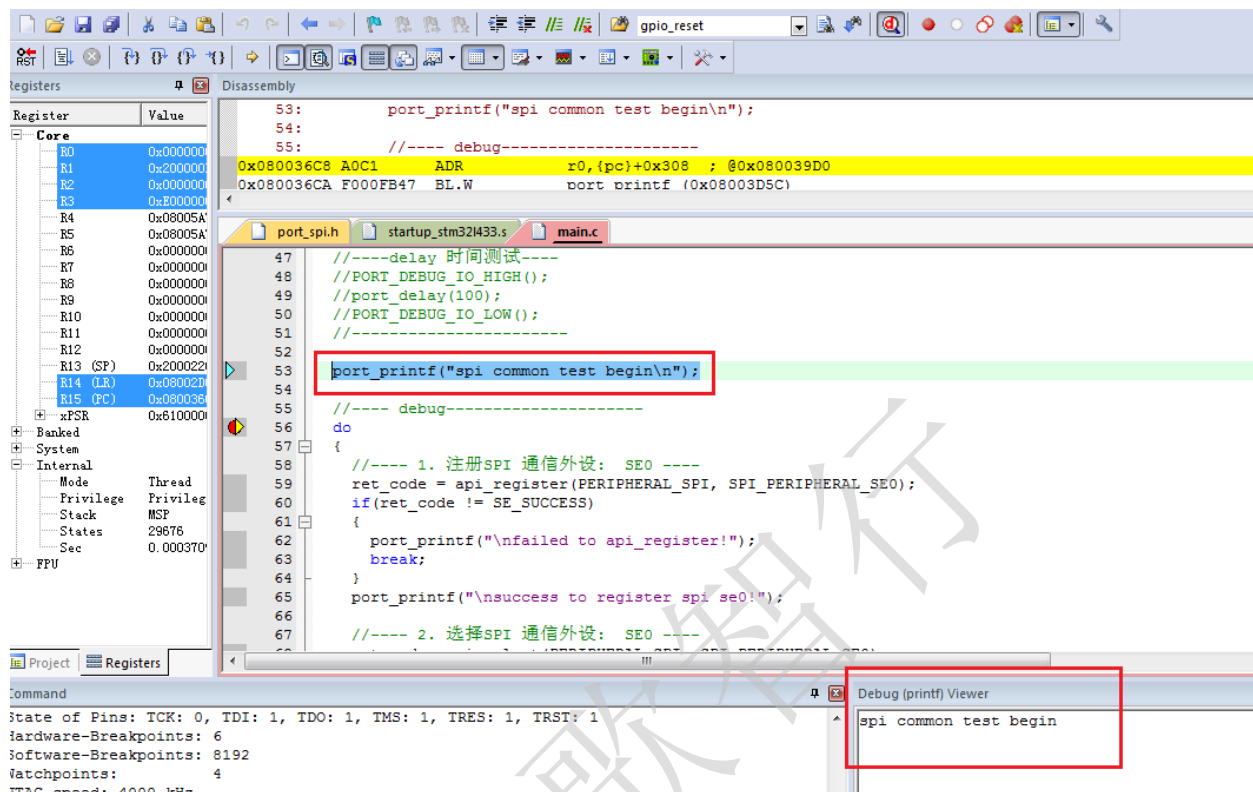 gpio_reset
RST
Registers
Disassembly
Register Value
Core
R0 0x000000
R1 0x200000
R2 0x000000
R3 0xE00000
R4 0x08005A
R5 0x08005A
R6 0x000000
R7 0x000000
R8 0x000000
R9 0x000000
R10 0x000000
R11 0x000000
R12 0x000000
R13 (SP) 0x200022
R14 (LR) 0x08002D
R15 (PC) 0x080036
xPSR 0x610000
Banked
System
Internal
Mode Thread
Privilege Privileg
Stack MSP
States 29676
Sec 0.000370
FPU
Project Registers
53: port_printf("spi common test begin\n");
54:
55: //---- debug---------------------
0x080036C8 A0C1 ADR r0,{pc}+0x308 ; @0x080039D0
0x080036CA F000FB47 BL.W port_printf (0x08003D5C)
port_spi.h startup_stm32l433.s main.c
47 //----delay 时间测试----
48 //PORT_DEBUG_IO_HIGH();
49 //port_delay(100);
50 //PORT_DEBUG_IO_LOW();
51 //-----------------------
52
53 port_printf("spi common test begin\n");
54
55 //---- debug---------------------
56 do
57 {
58 //---- 1. 注册SPI 通信外设: SE0 ----
59 ret_code = api_register(PERIPHERAL_SPI, SPI_PERIPHERAL_SE0);
60 if(ret_code != SE_SUCCESS)
61 {
62 port_printf("\nfailed to api_register!");
63 break;
64 }
65 port_printf("\nsuccess to register spi se0!");
66
67 //---- 2. 选择SPI 通信外设: SE0 ----
Command
State of Pins: TCK: 0, TDI: 1, TDO: 1, TMS: 1, TRES: 1, TRST: 1
Hardware-Breakpoints: 6
Software-Breakpoints: 8192
Watchpoints: 4
JTAG speed: 4000 kHz
Debug (printf) Viewer
spi common test begin
歌智行